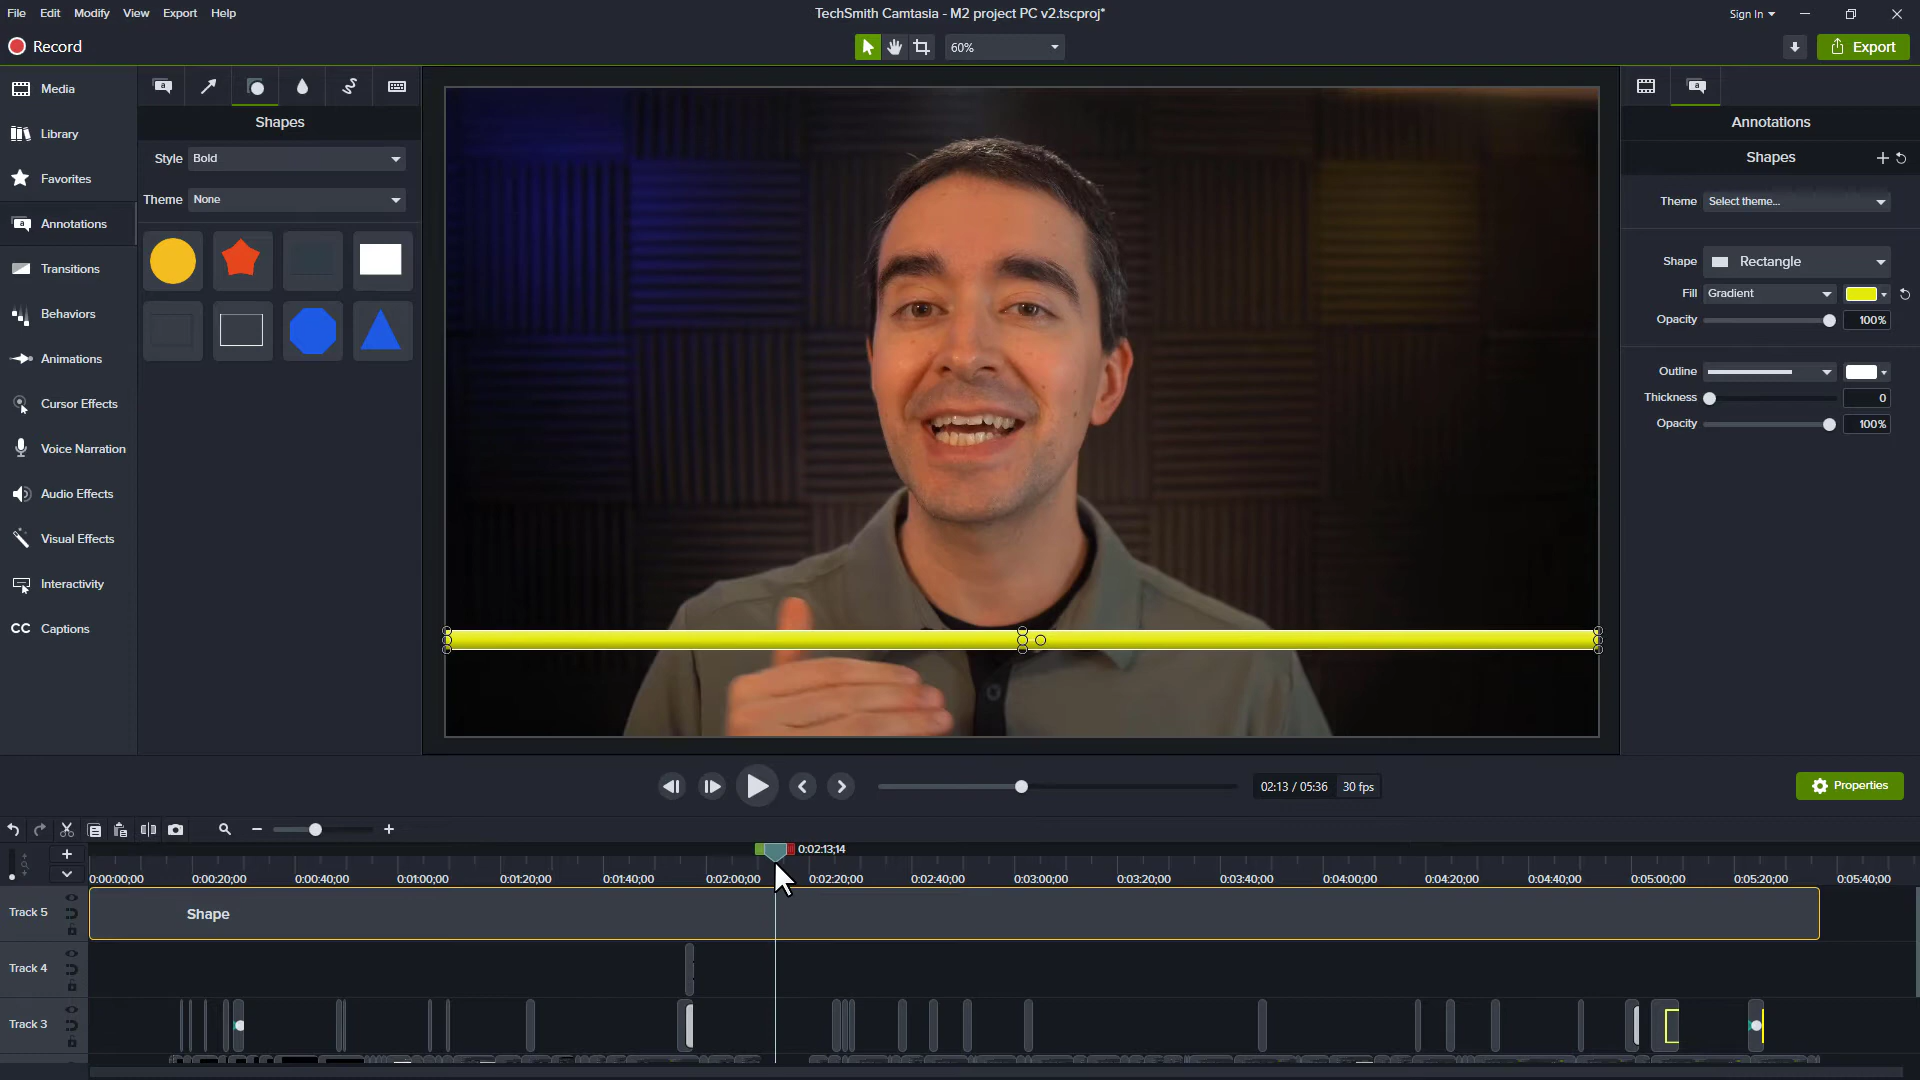 File Edit Modify View Export Help
TechSmith Camtasia - M2 project PC v2.tscproj*
Sign In
Record
60%
Export
Media
Library
Favorites
Annotations
Transitions
Behaviors
Animations
Cursor Effects
Voice Narration
Audio Effects
Visual Effects
Interactivity
CC Captions
a
Shapes
Style Bold
Theme None
a
Annotations
Shapes
Theme Select theme...
Shape Rectangle
Fill Gradient
Opacity 100%
Outline
Thickness 0
Opacity 100%
02:13 / 05:36 30 fps
Properties
0:02:13;14
0:00:00;00 0:00:20;00 0:00:40;00 0:01:00;00 0:01:20;00 0:01:40;00 0:02:00;00 0:02:20;00 0:02:40;00 0:03:00;00 0:03:20;00 0:03:40;00 0:04:00;00 0:04:20;00 0:04:40;00 0:05:00;00 0:05:20;00 0:05:40;00
Track 5 Shape
Track 4
Track 3